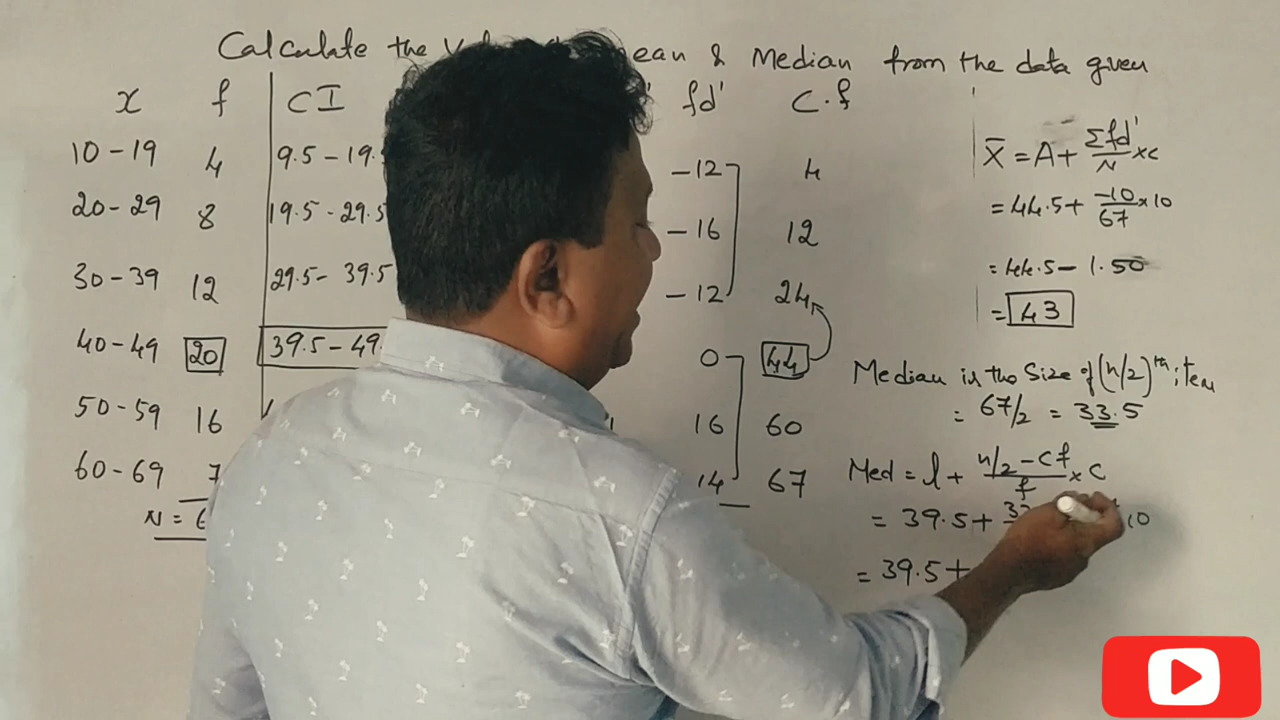 Calculate the mean & Median from the data given
x f CI fd' C.f
10-19 4 9.5-19. -12 4
20-29 8 19.5-29.5 -16 12
30-39 12 29.5-39.5 -12 24
40-49 20 39.5-49. 0 44
50-59 16 16 60
60-69 7 14 67
N =
X̄ = A + Σfd'/N × C
= 44.5 + -10/67 × 10
= 44.5 - 1.50
= 43
Median is the Size of (n/2)th item
= 67/2 = 33.5
Med = l + n/2 - Cf/f × C
= 39.5 + 10
= 39.5 +